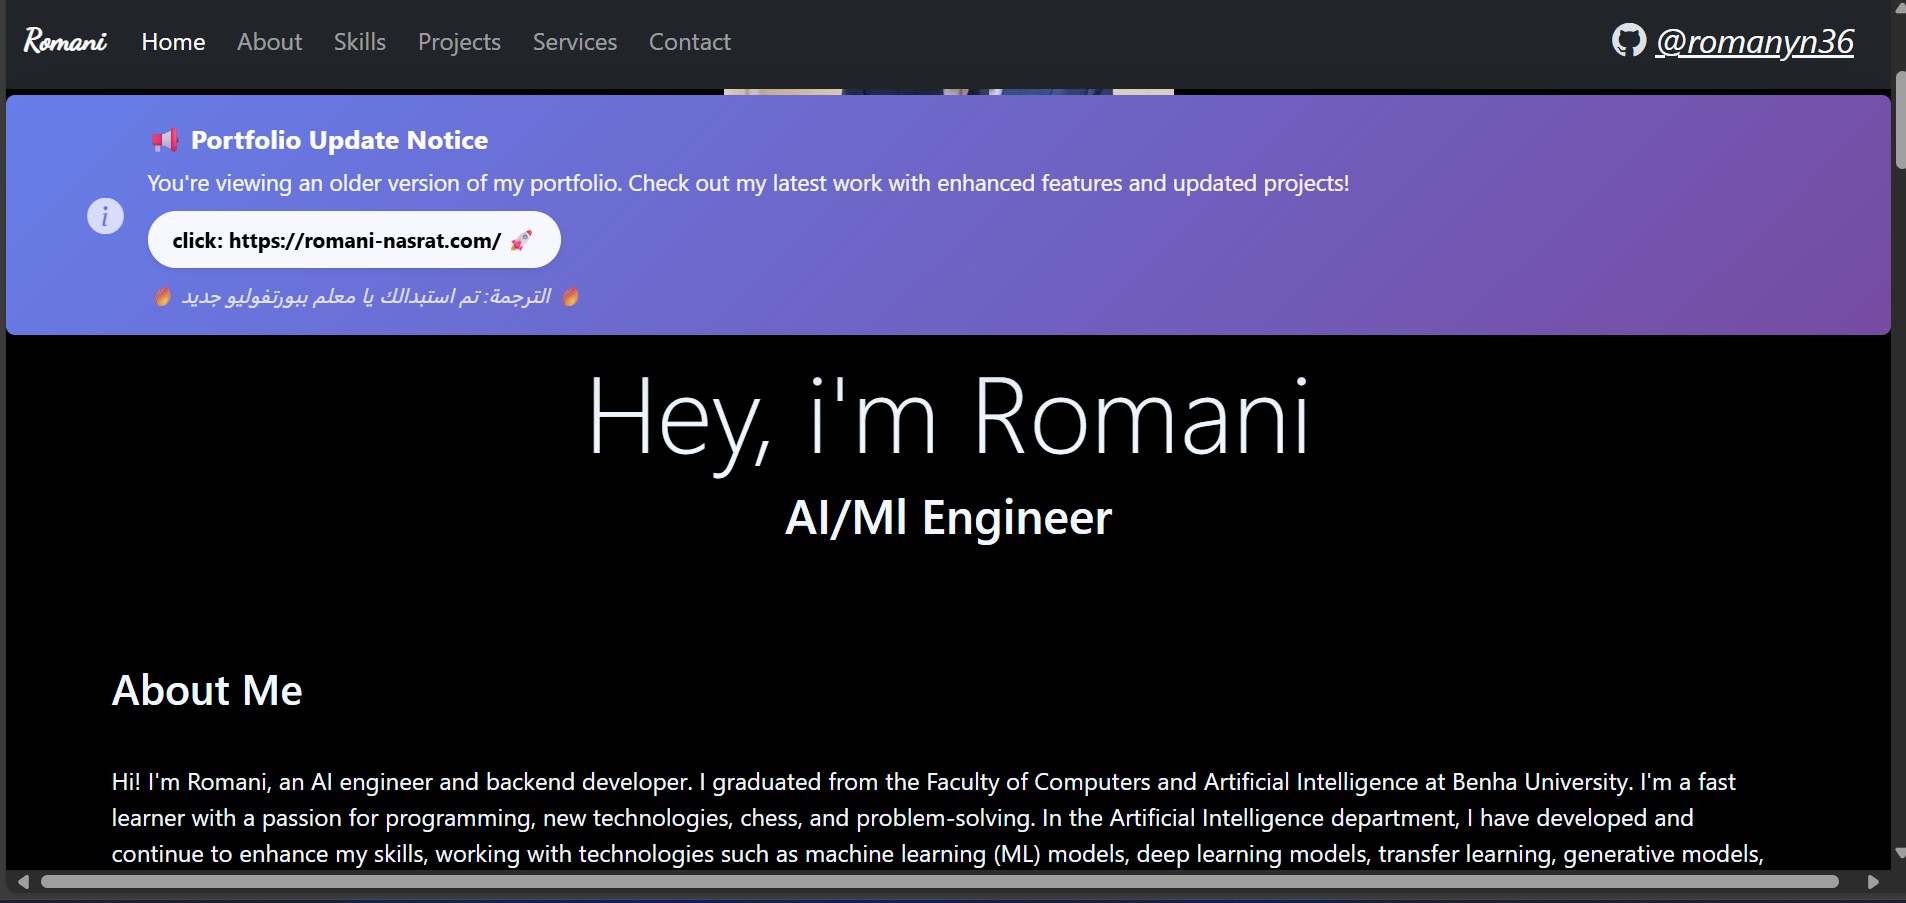 Romani Home About Skills Projects Services Contact @romanyn36
📢 Portfolio Update Notice
You're viewing an older version of my portfolio. Check out my latest work with enhanced features and updated projects!
click: https://romani-nasrat.com/ 🚀
🔥 الترجمة: تم استبدالك يا معلم ببورتفوليو جديد 🔥
Hey, i'm Romani
AI/Ml Engineer
About Me
Hi! I'm Romani, an AI engineer and backend developer. I graduated from the Faculty of Computers and Artificial Intelligence at Benha University. I'm a fast
learner with a passion for programming, new technologies, chess, and problem-solving. In the Artificial Intelligence department, I have developed and
continue to enhance my skills, working with technologies such as machine learning (ML) models, deep learning models, transfer learning, generative models,